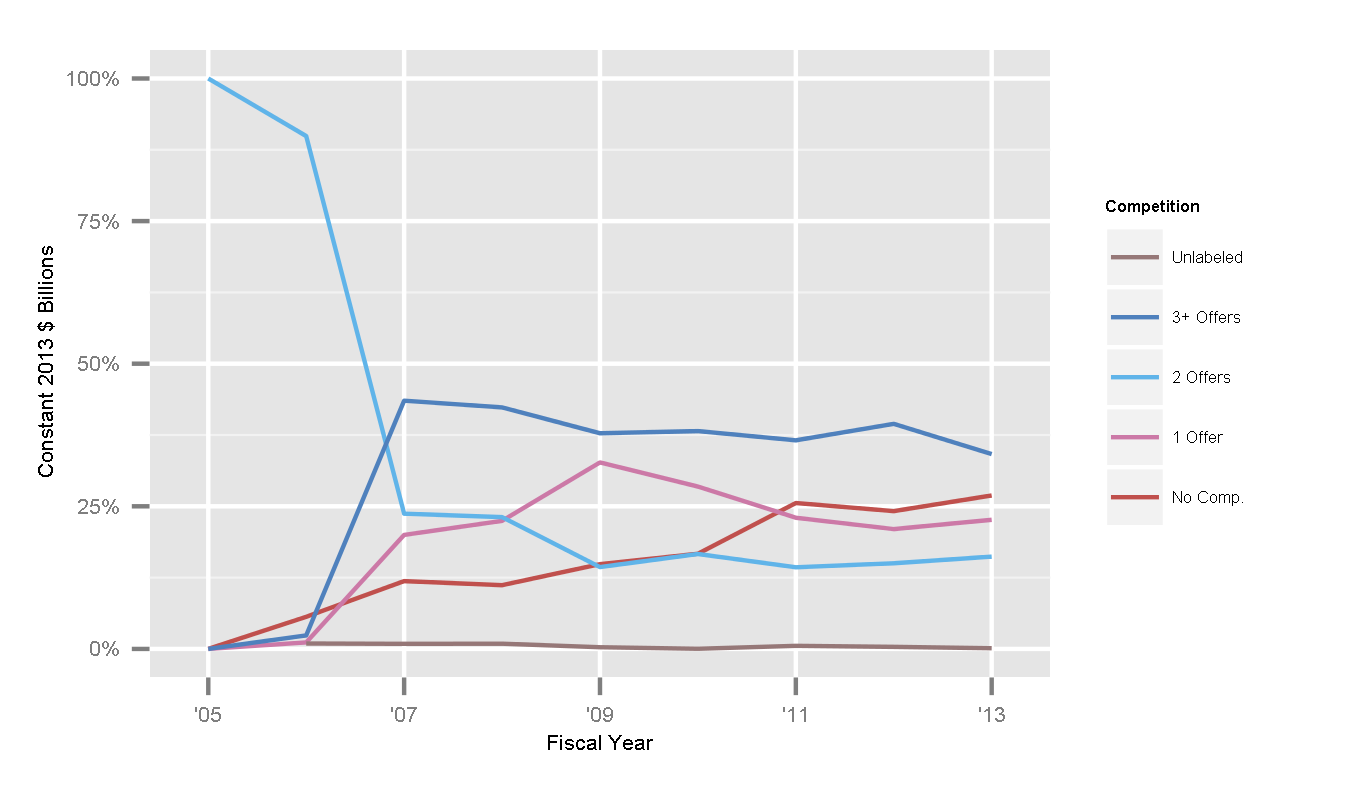 100%
75%
50%
25%
0%
Constant 2013 $ Billions
'05
'07
'09
'11
'13
Fiscal Year
Competition
Unlabeled
3+ Offers
2 Offers
1 Offer
No Comp.